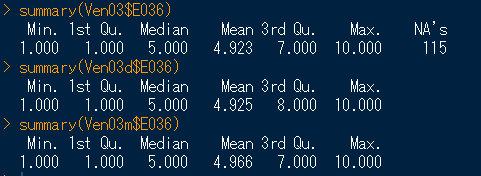 > summary(Ven03$E036)
   Min. 1st Qu.  Median    Mean 3rd Qu.    Max.    NA's
  1.000   1.000   5.000   4.923   7.000  10.000     115
> summary(Ven03d$E036)
   Min. 1st Qu.  Median    Mean 3rd Qu.    Max.
  1.000   1.000   5.000   4.925   8.000  10.000
> summary(Ven03m$E036)
   Min. 1st Qu.  Median    Mean 3rd Qu.    Max.
  1.000   1.000   5.000   4.966   7.000  10.000